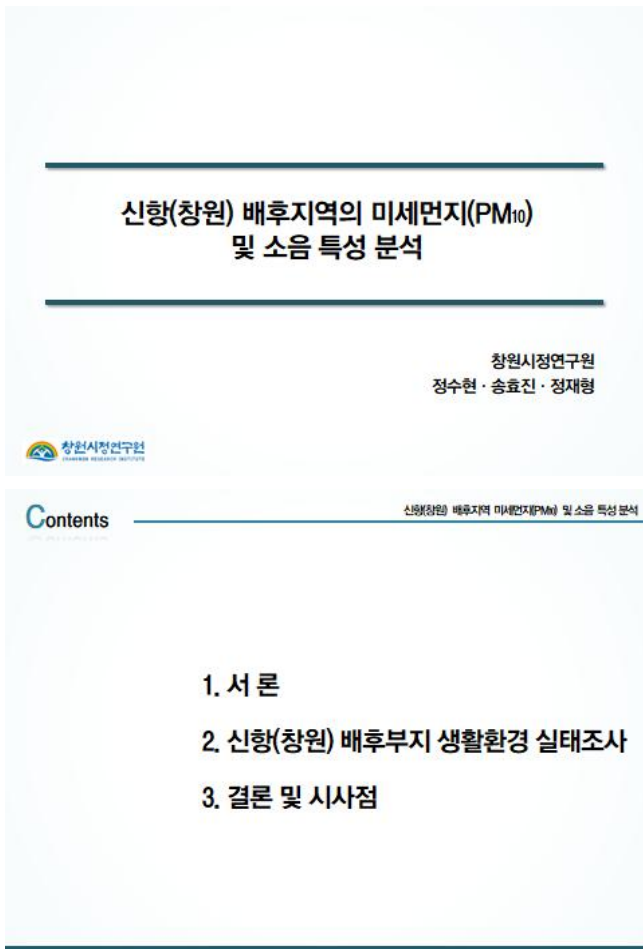 신항(창원) 배후지역의 미세먼지(PM10)
및 소음 특성 분석
창원시정연구원
정수현 · 송효진 · 정재형
창원시정연구원
CHANGWON RESEARCH INSTITUTE
Contents
신항(창원) 배후지역 미세먼지(PM10) 및 소음 특성 분석
1. 서 론
2. 신항(창원) 배후부지 생활환경 실태조사
3. 결론 및 시사점